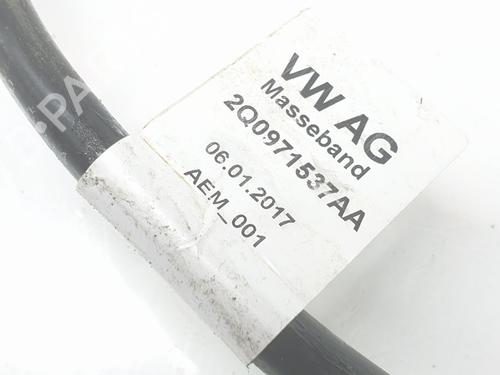 VW AG
Masseband
2Q0971537AA
06.01.2017
AEM_001